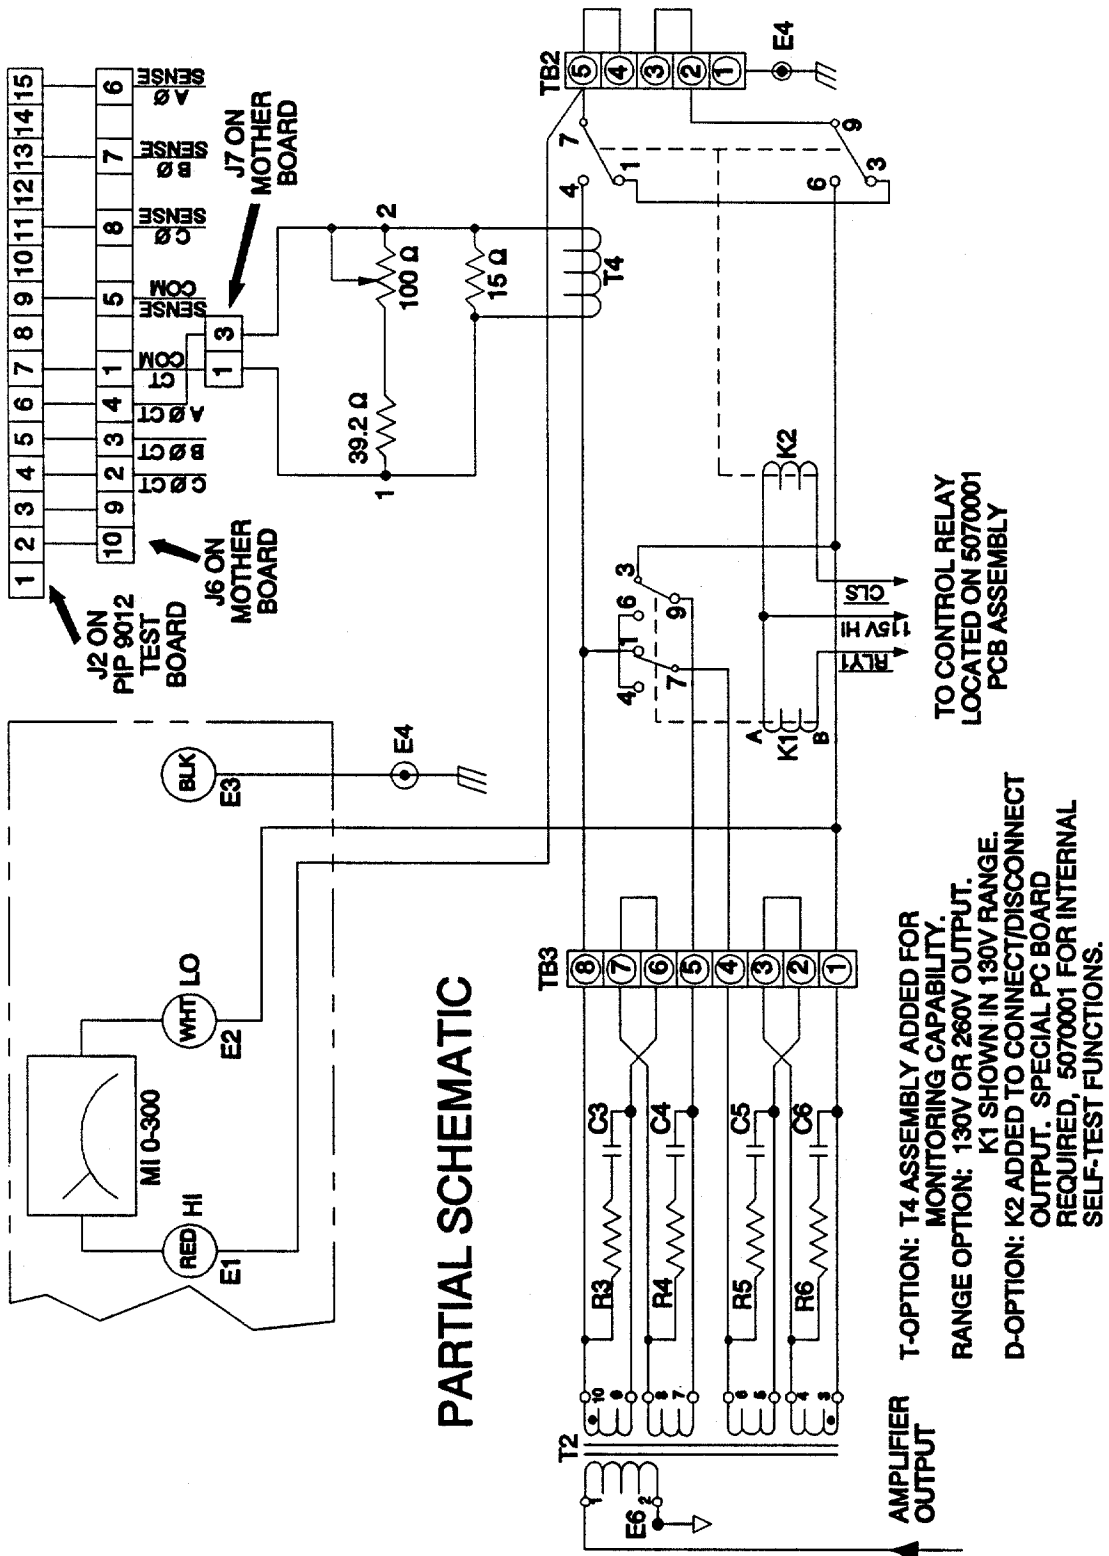 PARTIAL SCHEMATIC
1 2 3 4 5 6 7 8 9 10 11 12 13 14 15
10 9 2 3 4 1 5 8 7 6
C Ø CT
B Ø CT
A Ø CT
CT
COM
SENSE
COM
C Ø
SENSE
B Ø
SENSE
A Ø
SENSE
J2 ON
PIP 9012
TEST
BOARD
J6 ON
MOTHER
BOARD
J7 ON
MOTHER
BOARD
1 3
MI 0-300
RED HI
E1
WHT LO
E2
BLK
E3
E4
1
39.2 Ω
100 Ω
2
15 Ω
T4
TB2
5
4
3
2
1
E4
7
4
1
9
6
3
K2
TB3
8
7
6
5
4
3
2
1
3
6
9
1
4
7
A
K1
B
RLY1
115V HI
CLS
TO CONTROL RELAY
LOCATED ON 5070001
PCB ASSEMBLY
T2
1
2
E6
10
9
8
7
6
5
4
3
R3 C3
R4 C4
R5 C5
R6 C6
AMPLIFIER
OUTPUT
T-OPTION: T4 ASSEMBLY ADDED FOR
MONITORING CAPABILITY.
RANGE OPTION: 130V OR 260V OUTPUT.
K1 SHOWN IN 130V RANGE.
D-OPTION: K2 ADDED TO CONNECT/DISCONNECT
OUTPUT. SPECIAL PC BOARD
REQUIRED, 5070001 FOR INTERNAL
SELF-TEST FUNCTIONS.